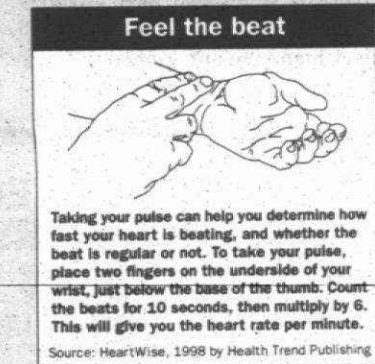 Feel the beat
Taking your pulse can help you determine how
fast your heart is beating, and whether the
beat is regular or not. To take your pulse,
place two fingers on the underside of your
wrist, just below the base of the thumb. Count
the beats for 10 seconds, then multiply by 6.
This will give you the heart rate per minute.
Source: HeartWise, 1998 by Health Trend Publishing